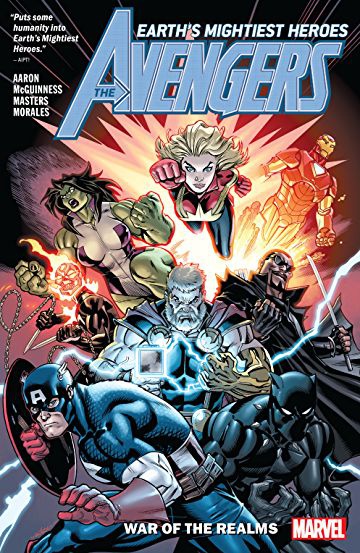 "Puts some
humanity into
Earth's Mightiest
Heroes."
— AIPT!
EARTH'S MIGHTIEST HEROES
THE AVENGERS
AARON
McGUINNESS
MASTERS
MORALES
WAR OF THE REALMS
MARVEL